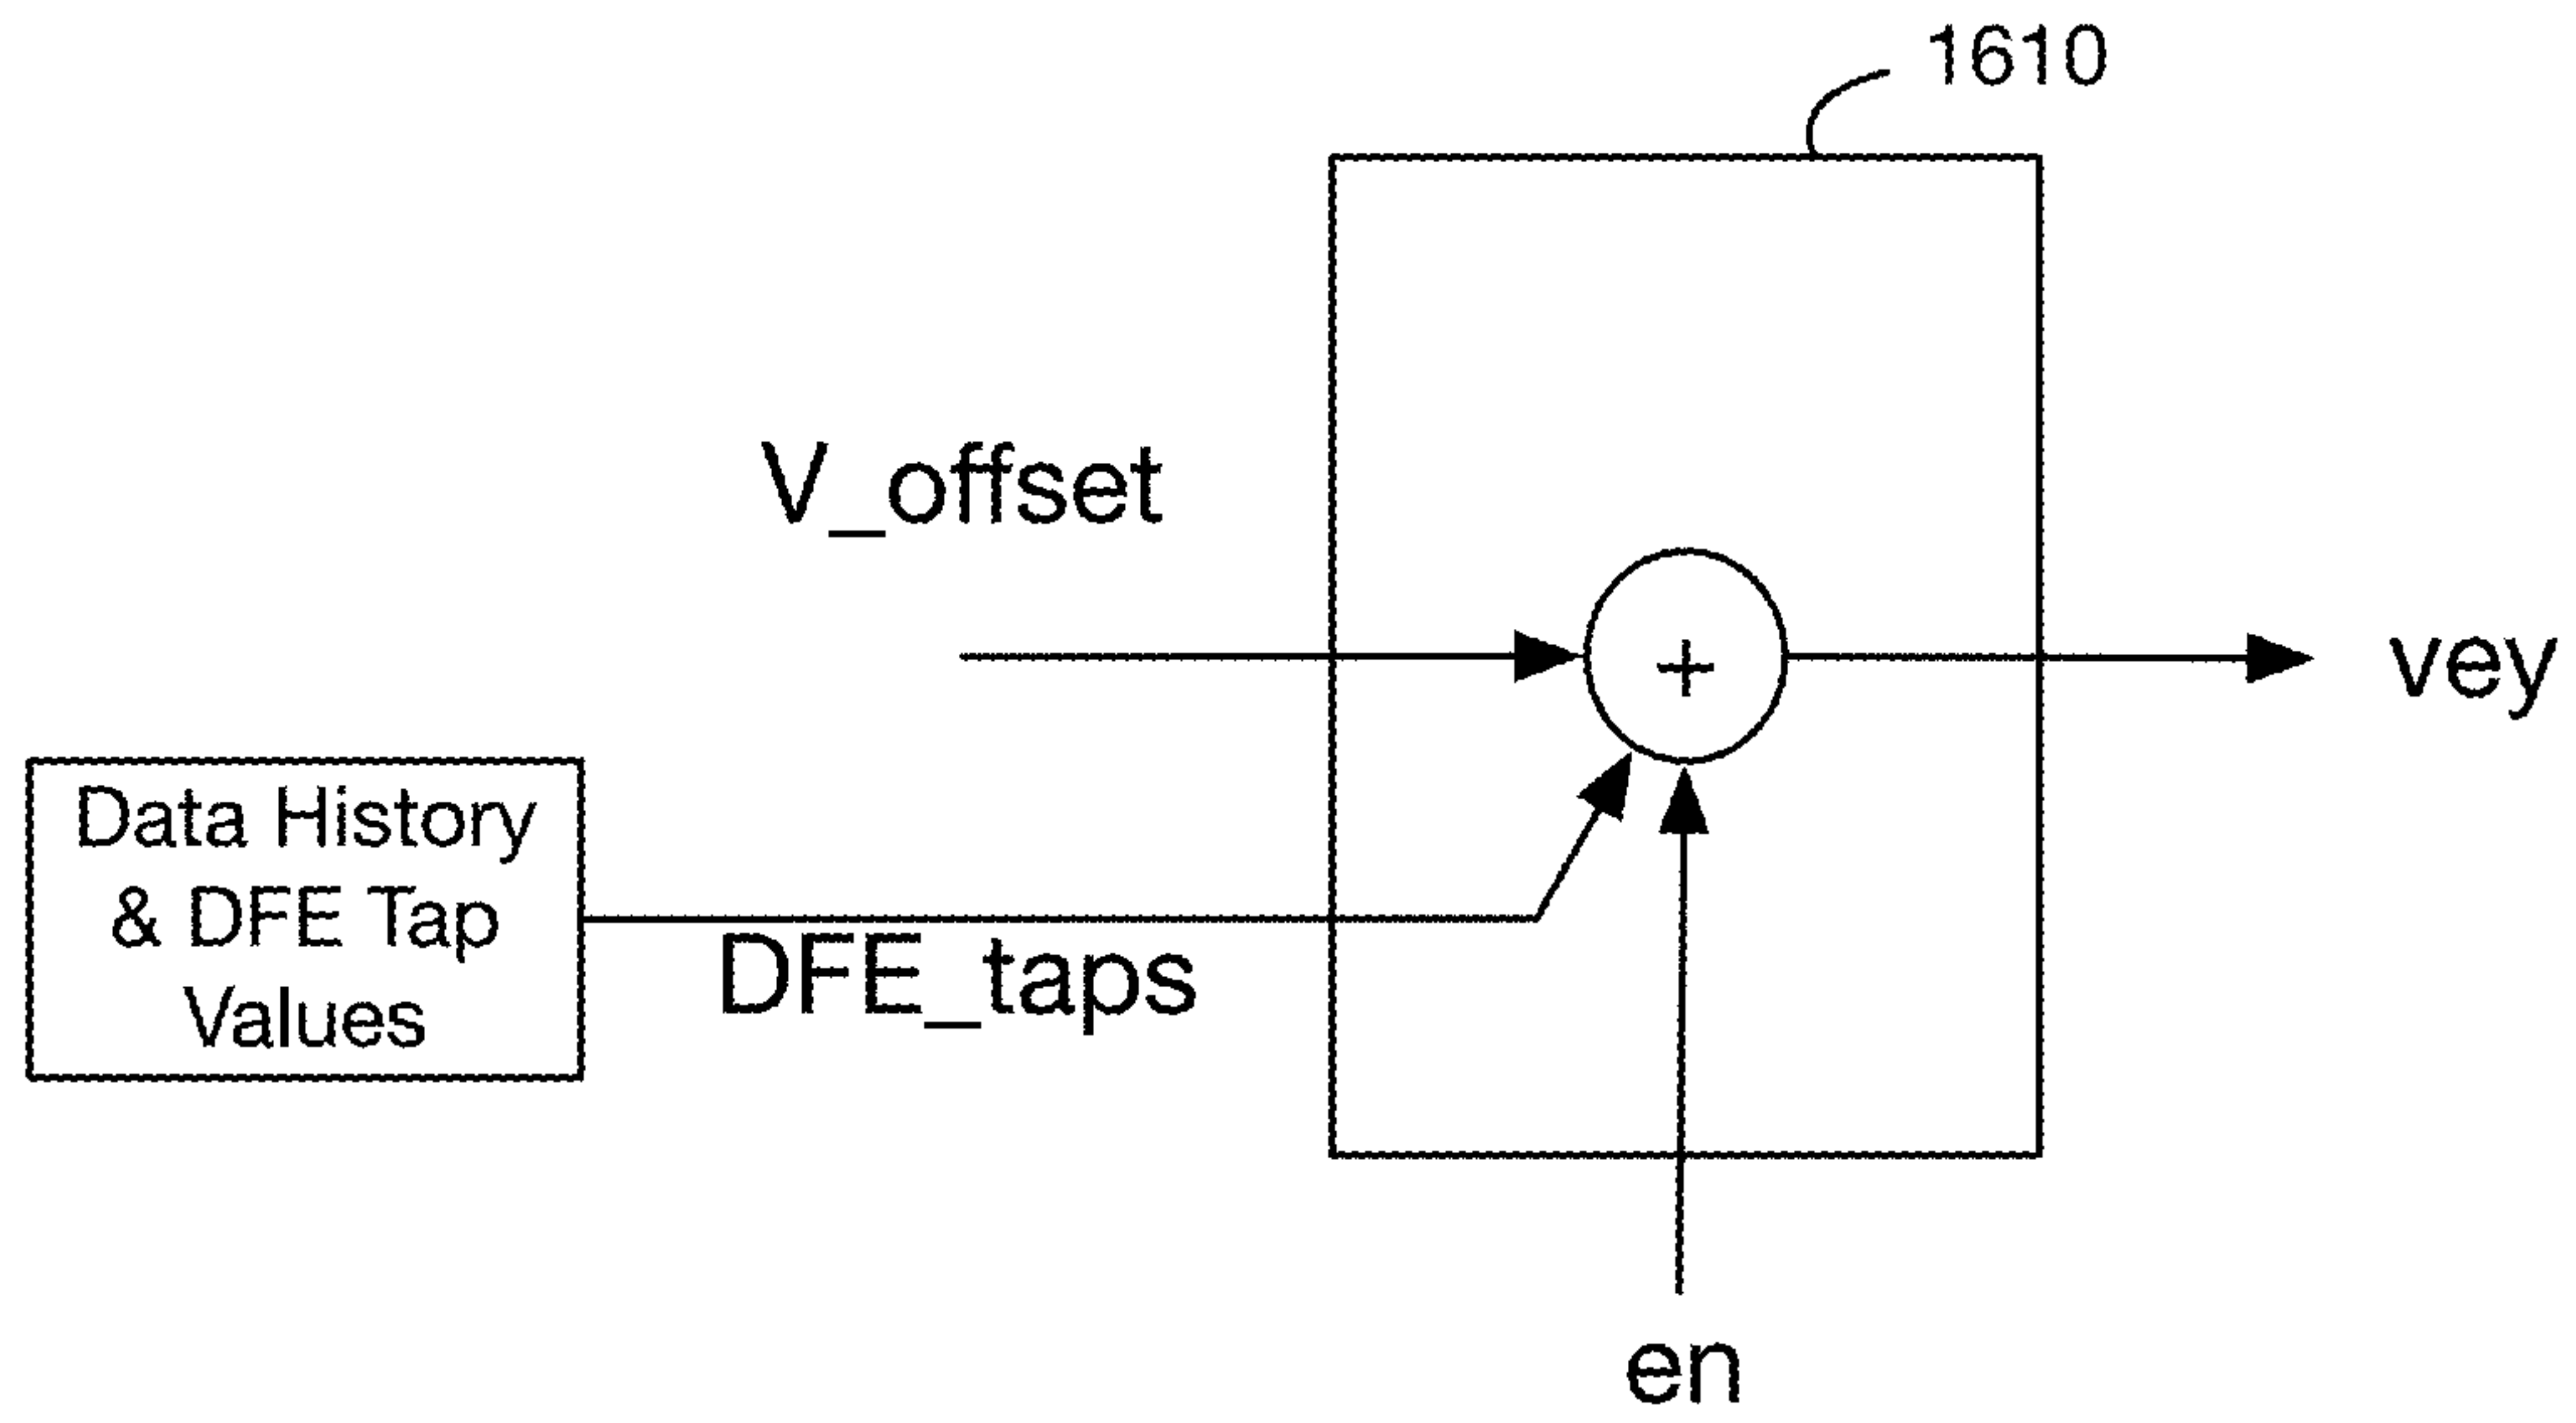 1610
V_offset
+
vey
Data History
& DFE Tap
Values
DFE_taps
en